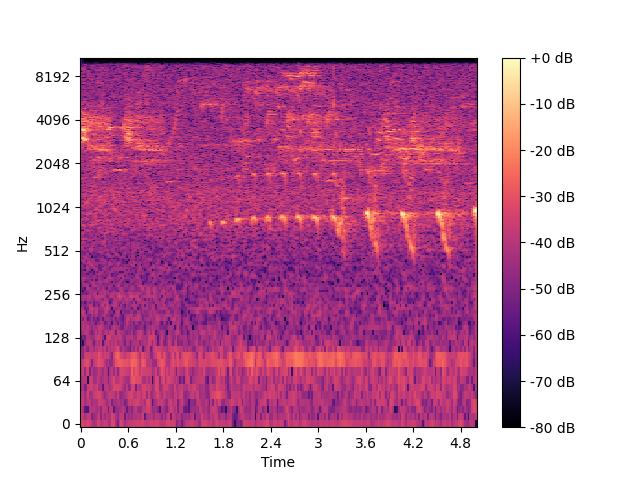 8192
4096
2048
1024
512
256
128
64
0
Hz
0 0.6 1.2 1.8 2.4 3 3.6 4.2 4.8
Time
+0 dB
-10 dB
-20 dB
-30 dB
-40 dB
-50 dB
-60 dB
-70 dB
-80 dB